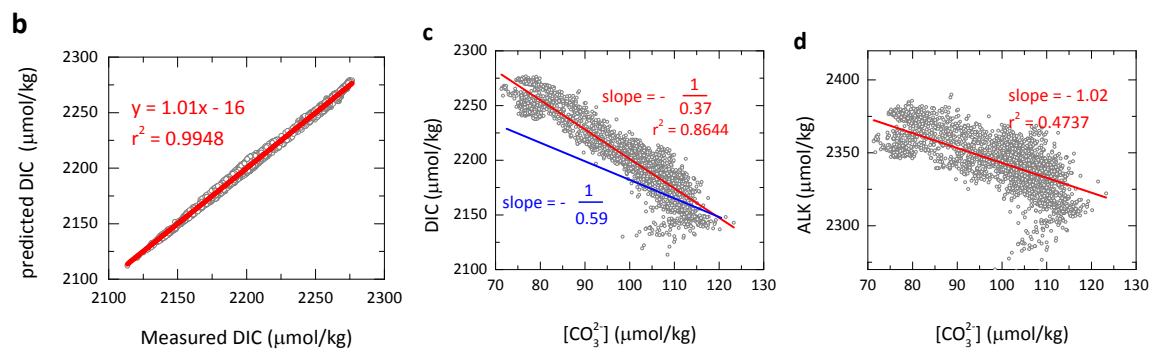 b
2300
2250
2200
2150
2100
predicted DIC (μmol/kg)
y = 1.01x - 16
r² = 0.9948
2100 2150 2200 2250 2300
Measured DIC (μmol/kg)
c
2300
2250
2200
2150
2100
DIC (μmol/kg)
slope = - 1/0.37
r² = 0.8644
slope = - 1/0.59
70 80 90 100 110 120 130
[CO₃²⁻] (μmol/kg)
d
2400
2350
2300
ALK (μmol/kg)
slope = - 1.02
r² = 0.4737
70 80 90 100 110 120 130
[CO₃²⁻] (μmol/kg)